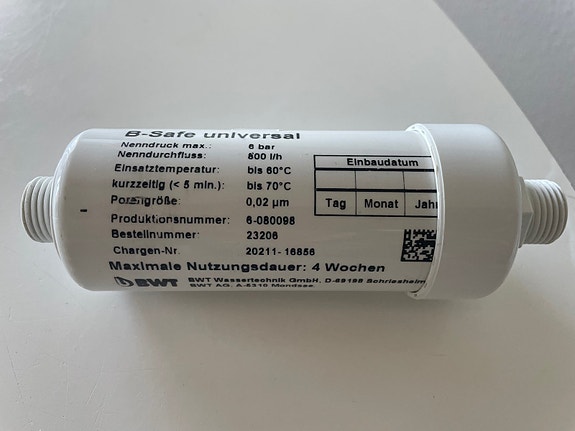 B-Safe universal
Nenndruck max.: 6 bar
Nenndurchfluss: 800 l/h
Einsatztemperatur: bis 60°C
kurzzeitig (< 5 min.): bis 70°C
Porengröße: 0,02 µm
Produktionsnummer: 6-080098
Bestellnummer: 23206
Chargen-Nr. 20211- 16856
Maximale Nutzungsdauer: 4 Wochen
BWT BWT Wassertechnik GmbH, D-69198 Schriesheim
BWT AG, A-5310 Mondsee
Einbaudatum
Tag Monat Jahr